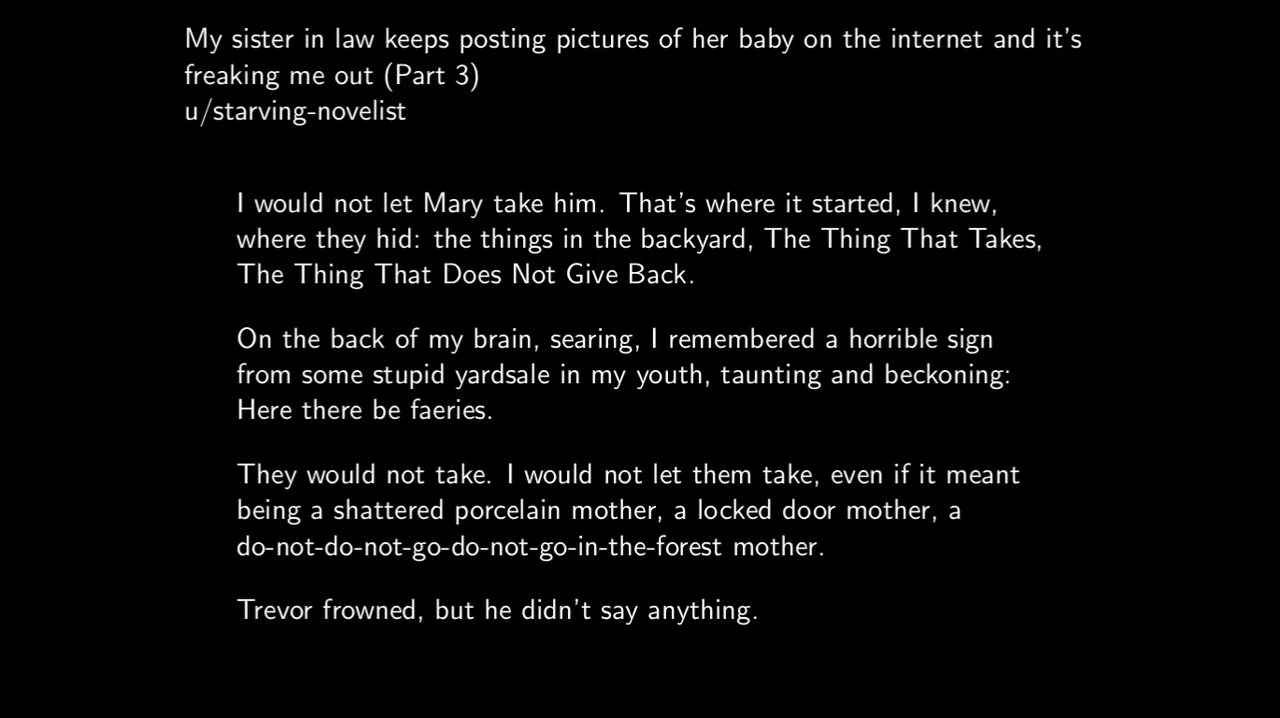 My sister in law keeps posting pictures of her baby on the internet and it's
freaking me out (Part 3)
u/starving-novelist
I would not let Mary take him. That's where it started, I knew,
where they hid: the things in the backyard, The Thing That Takes,
The Thing That Does Not Give Back.
On the back of my brain, searing, I remembered a horrible sign
from some stupid yardsale in my youth, taunting and beckoning:
Here there be faeries.
They would not take. I would not let them take, even if it meant
being a shattered porcelain mother, a locked door mother, a
do-not-do-not-go-do-not-go-in-the-forest mother.
Trevor frowned, but he didn't say anything.